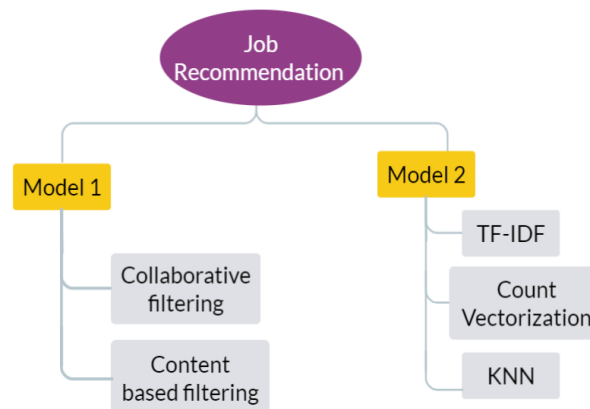 Job
Recommendation
Model 1
Model 2
Collaborative
filtering
Content
based filtering
TF-IDF
Count
Vectorization
KNN